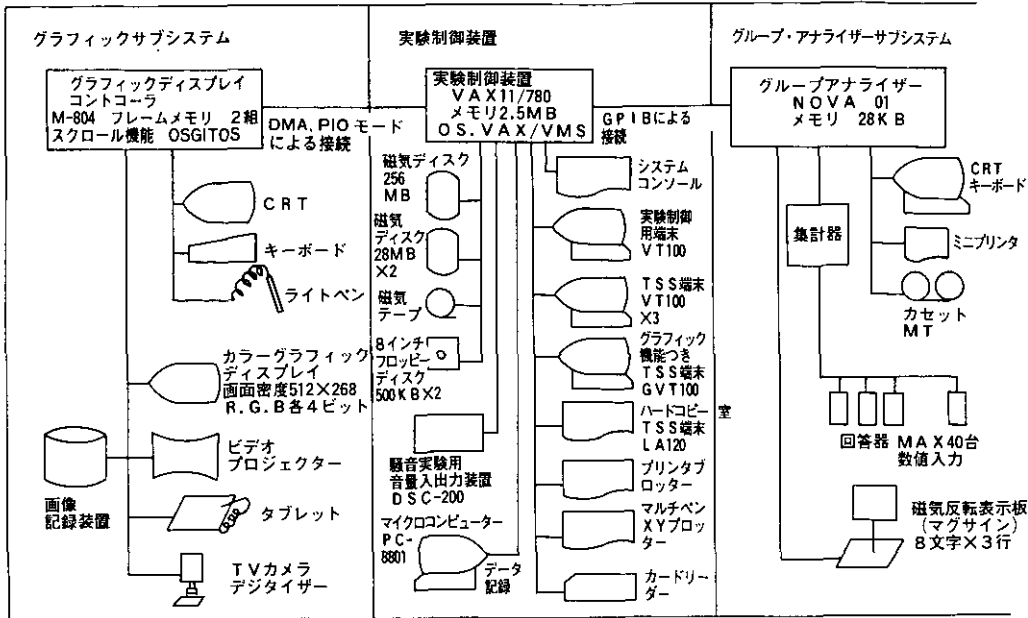 グラフィックサブシステム
グラフィックディスプレイ
コントコーラ
M-804 フレームメモリ 2組
スクロール機能 OSGITOS
DMA, PIO モード
による接続
CRT
キーボード
ライトペン
カラーグラフィック
ディスプレイ
画面密度512×268
R.G.B各4ビット
画像
記録装置
ビデオ
プロジェクター
タブレット
TVカメラ
デジタイザー
実験制御装置
実験制御装置
VAX11/780
メモリ2.5MB
OS.VAX/VMS
GPIBによる
接続
磁気ディスク
256
MB
磁気
ディスク
28MB
×2
磁気
テープ
8インチ
フロッピー
ディスク
500KB×2
騒音実験用
音量入出力装置
DSC-200
マイクロコンピューター
PC-
8801
データ
記録
システム
コンソール
実験制御
用端末
VT100
TSS端末
VT100
×3
グラフィック
機能つき
TSS端末
GVT100
ハードコピー
TSS端末
LA120
室
プリンタプ
ロッター
マルチペン
XYプロッ
ター
カードリー
ダー
グループ・アナライザーサブシステム
グループアナライザー
NOVA 01
メモリ 28KB
集計器
CRT
キーボード
ミニプリンタ
カセット
MT
回答器 MAX40台
数値入力
磁気反転表示板
(マグサイン)
8文字×3行